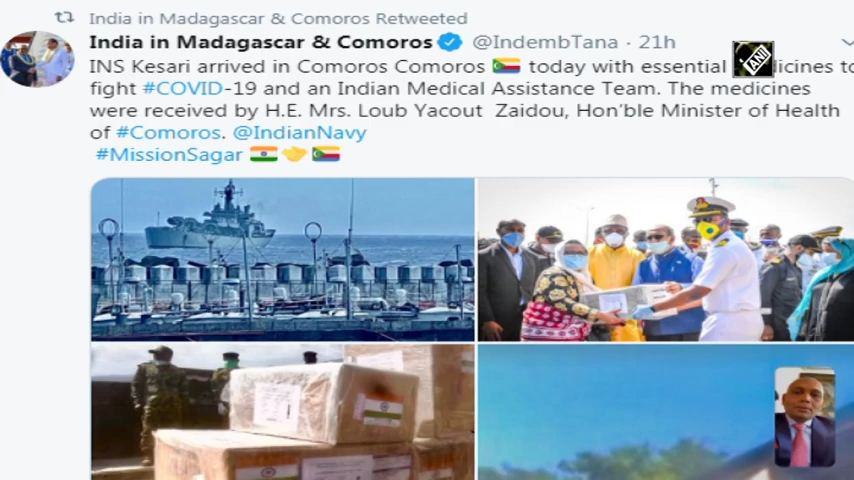 India in Madagascar & Comoros Retweeted
India in Madagascar & Comoros @IndembTana · 21h
INS Kesari arrived in Comoros Comoros today with essential dicines to
fight #COVID-19 and an Indian Medical Assistance Team. The medicines
were received by H.E. Mrs. Loub Yacout Zaidou, Hon'ble Minister of Health
of #Comoros. @IndianNavy
#MissionSagar
ANI